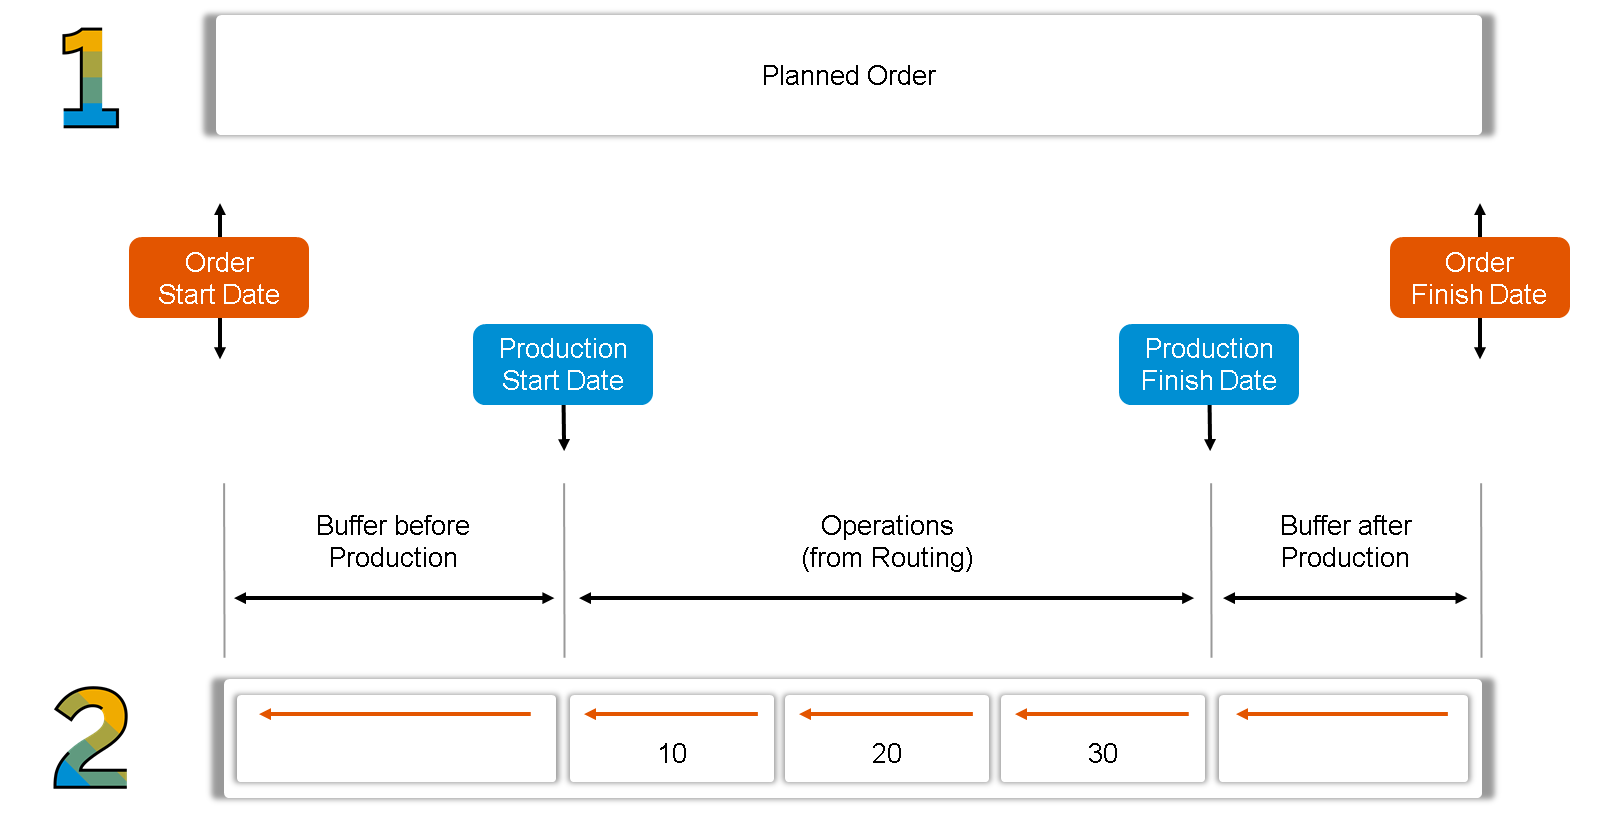 1
Planned Order
Order
Start Date
Order
Finish Date
Production
Start Date
Production
Finish Date
Buffer before
Production
Operations
(from Routing)
Buffer after
Production
2
10
20
30